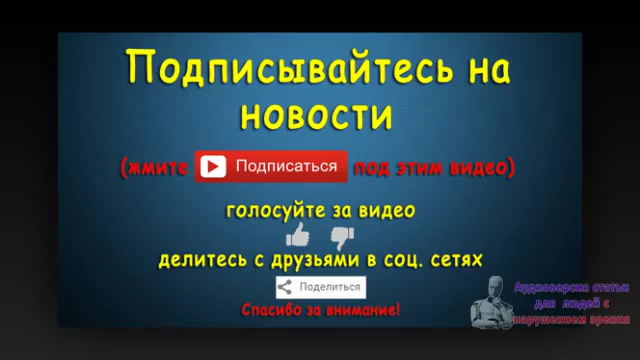 Подписывайтесь на
новости
(жмите Подписаться под этим видео)
голосуйте за видео
делитесь с друзьями в соц. сетях
Поделиться
Спасибо за внимание!
Аудиоверсия статьи
для людей с
нарушением зрения